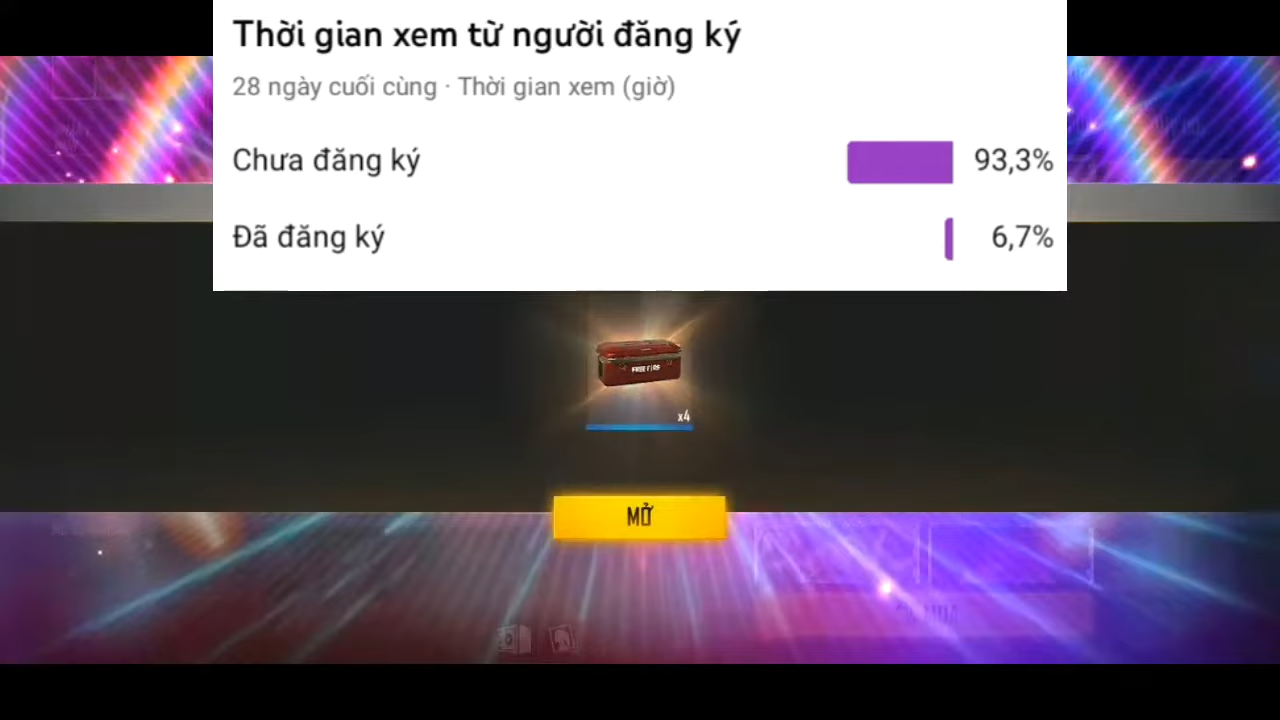 Thời gian xem từ người đăng ký
28 ngày cuối cùng · Thời gian xem (giờ)
Chưa đăng ký 93,3%
Đã đăng ký 6,7%
FREE FIRE
x4
MỞ